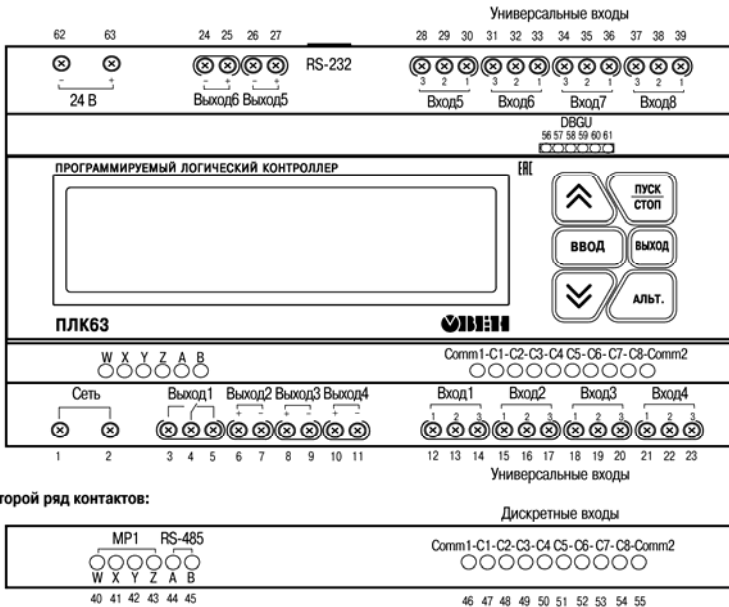 Универсальные входы
62 63 24 25 26 27 28 29 30 31 32 33 34 35 36 37 38 39
RS-232
- + - + - + 3 2 1 3 2 1 3 2 1 3 2 1
24 В Выход6 Выход5 Вход5 Вход6 Вход7 Вход8
DBGU
56 57 58 59 60 61
ПРОГРАММИРУЕМЫЙ ЛОГИЧЕСКИЙ КОНТРОЛЛЕР
EAC
ПУСК
СТОП
ВВОД ВЫХОД
АЛЬТ.
ПЛК63 ОВЕН
W X Y Z A B Comm1-C1-C2-C3-C4 C5-C6-C7-C8-Comm2
Сеть Выход1 Выход2 Выход3 Выход4 Вход1 Вход2 Вход3 Вход4
+ - + - + - 1 2 3 1 2 3 1 2 3 1 2 3
1 2 3 4 5 6 7 8 9 10 11 12 13 14 15 16 17 18 19 20 21 22 23
Универсальные входы
торой ряд контактов:
Дискретные входы
MP1 RS-485
Comm1-C1-C2-C3-C4 C5-C6-C7-C8-Comm2
W X Y Z A B
40 41 42 43 44 45 46 47 48 49 50 51 52 53 54 55